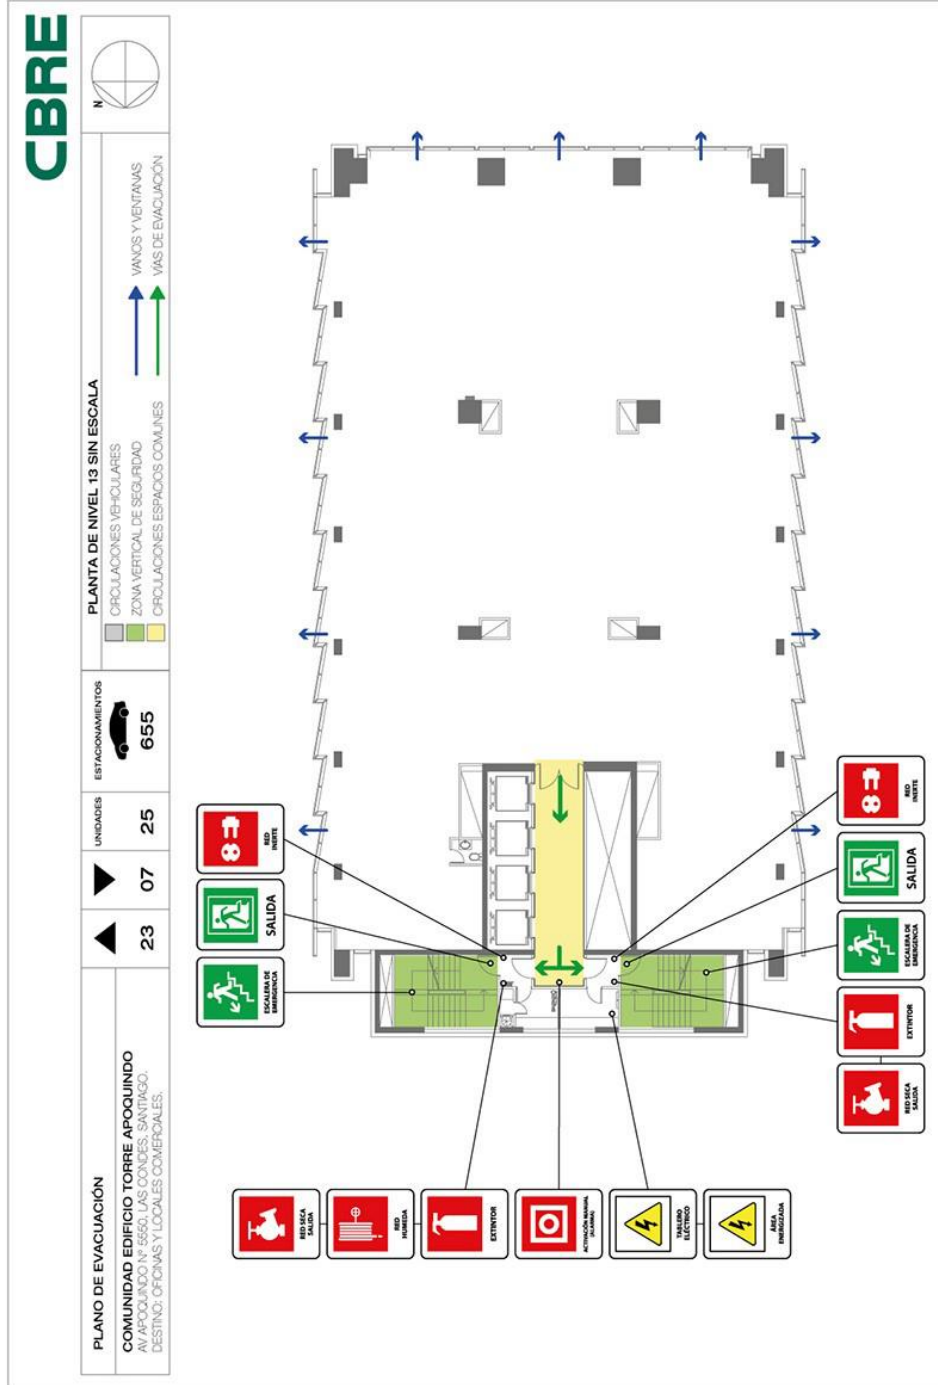 CBRE
PLANO DE EVACUACIÓN
COMUNIDAD EDIFICIO TORRE APOQUINDO
AV APOQUINDO Nº 5550, LAS CONDES, SANTIAGO.
DESTINO: OFICINAS Y LOCALES COMERCIALES.
23
07
UNIDADES
25
ESTACIONAMIENTOS
655
PLANTA DE NIVEL 13 SIN ESCALA
CIRCULACIONES VEHICULARES
ZONA VERTICAL DE SEGURIDAD
CIRCULACIONES ESPACIOS COMUNES
VANOS Y VENTANAS
VÍAS DE EVACUACIÓN
N
ESCALERA DE
EMERGENCIA
SALIDA
RED
INERTE
RED SECA
SALIDA
RED
HUMEDA
EXTINTOR
ACTIVACIÓN MANUAL
(ALARMA)
TABLERO
ELÉCTRICO
ÁREA
ENERGIZADA
RED SECA
SALIDA
EXTINTOR
ESCALERA DE
EMERGENCIA
SALIDA
RED
INERTE